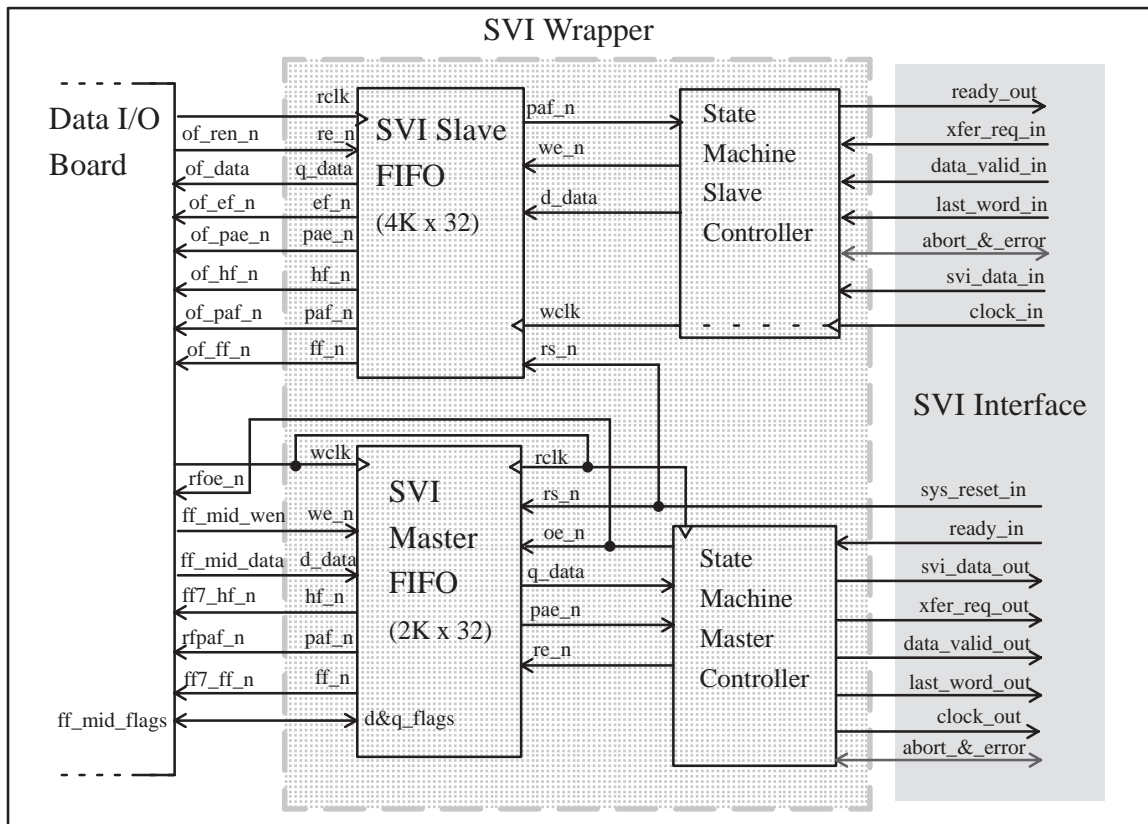 SVI Wrapper
Data I/O
Board
rclk
of_ren_n
re_n
of_data
q_data
of_ef_n
ef_n
of_pae_n
pae_n
of_hf_n
hf_n
of_paf_n
paf_n
of_ff_n
ff_n
SVI Slave
FIFO
(4K x 32)
paf_n
we_n
d_data
wclk
rs_n
State
Machine
Slave
Controller
ready_out
xfer_req_in
data_valid_in
last_word_in
abort_&_error
svi_data_in
clock_in
SVI Interface
wclk
rfoe_n
ff_mid_wen
we_n
ff_mid_data
d_data
ff7_hf_n
hf_n
rfpaf_n
paf_n
ff7_ff_n
ff_n
ff_mid_flags
d&q_flags
SVI
Master
FIFO
(2K x 32)
rclk
rs_n
oe_n
q_data
pae_n
re_n
State
Machine
Master
Controller
sys_reset_in
ready_in
svi_data_out
xfer_req_out
data_valid_out
last_word_out
clock_out
abort_&_error